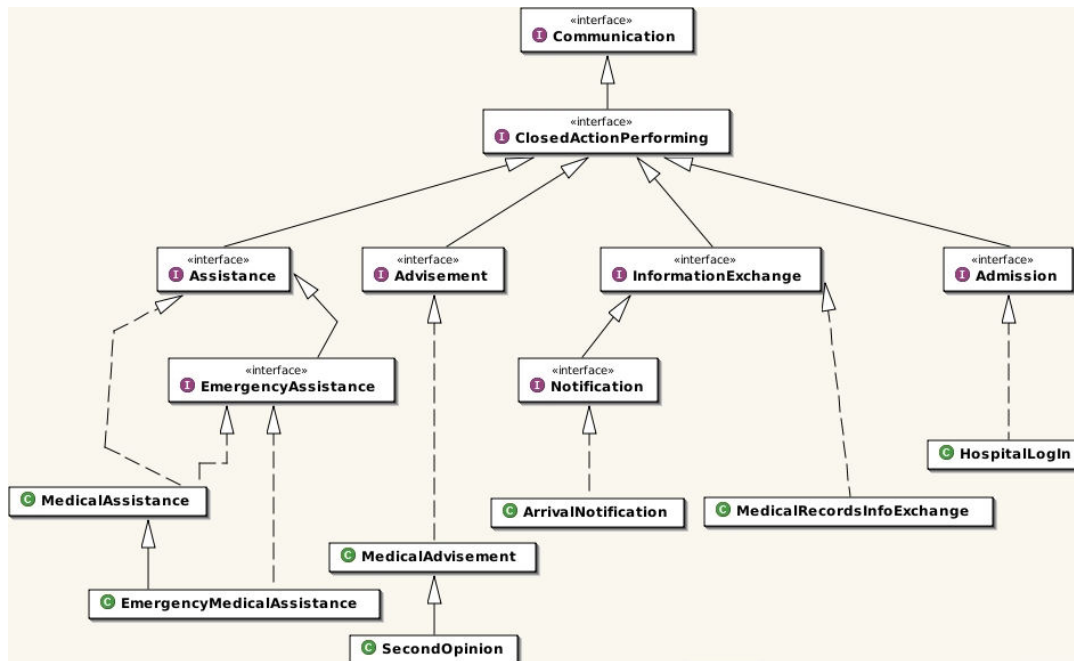 «interface»
I Communication
«interface»
I ClosedActionPerforming
«interface»
I Assistance
«interface»
I Advisement
«interface»
I InformationExchange
«interface»
I Admission
«interface»
I EmergencyAssistance
«interface»
I Notification
C HospitalLogIn
C MedicalAssistance
C ArrivalNotification
C MedicalRecordsInfoExchange
C MedicalAdvisement
C EmergencyMedicalAssistance
C SecondOpinion